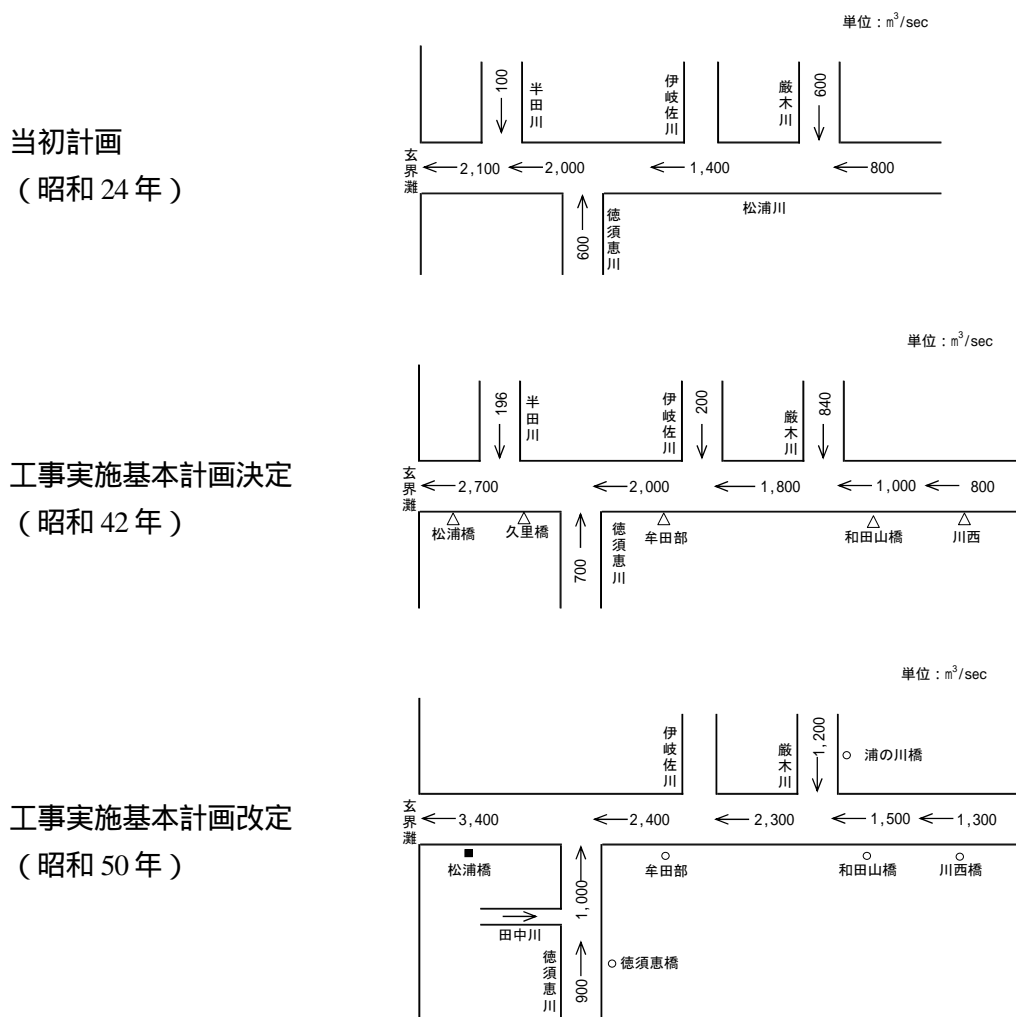 単位：m³/sec
当初計画
（昭和 24 年）
100
半田川
伊岐佐川
厳木川
600
玄界灘
2,100
2,000
1,400
800
松浦川
600
徳須恵川
単位：m³/sec
工事実施基本計画決定
（昭和 42 年）
196
半田川
伊岐佐川
200
厳木川
840
玄界灘
2,700
2,000
1,800
1,000
800
松浦橋
久里橋
牟田部
和田山橋
川西
700
徳須恵川
単位：m³/sec
工事実施基本計画改定
（昭和 50 年）
伊岐佐川
厳木川
1,200
浦の川橋
玄界灘
3,400
2,400
2,300
1,500
1,300
松浦橋
牟田部
和田山橋
川西橋
1,000
田中川
徳須恵川
900
徳須恵橋